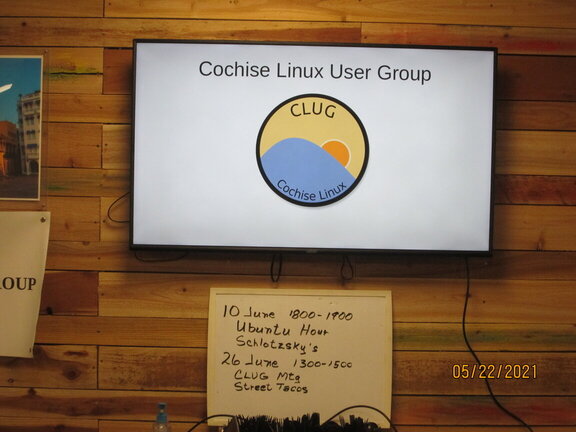 Cochise Linux User Group
CLUG
Cochise Linux
OUP
10 June 1800-1900
Ubuntu Hour
Schlotzsky's
26 June 1300-1500
CLUG Mtg
Street Tacos
05/22/2021